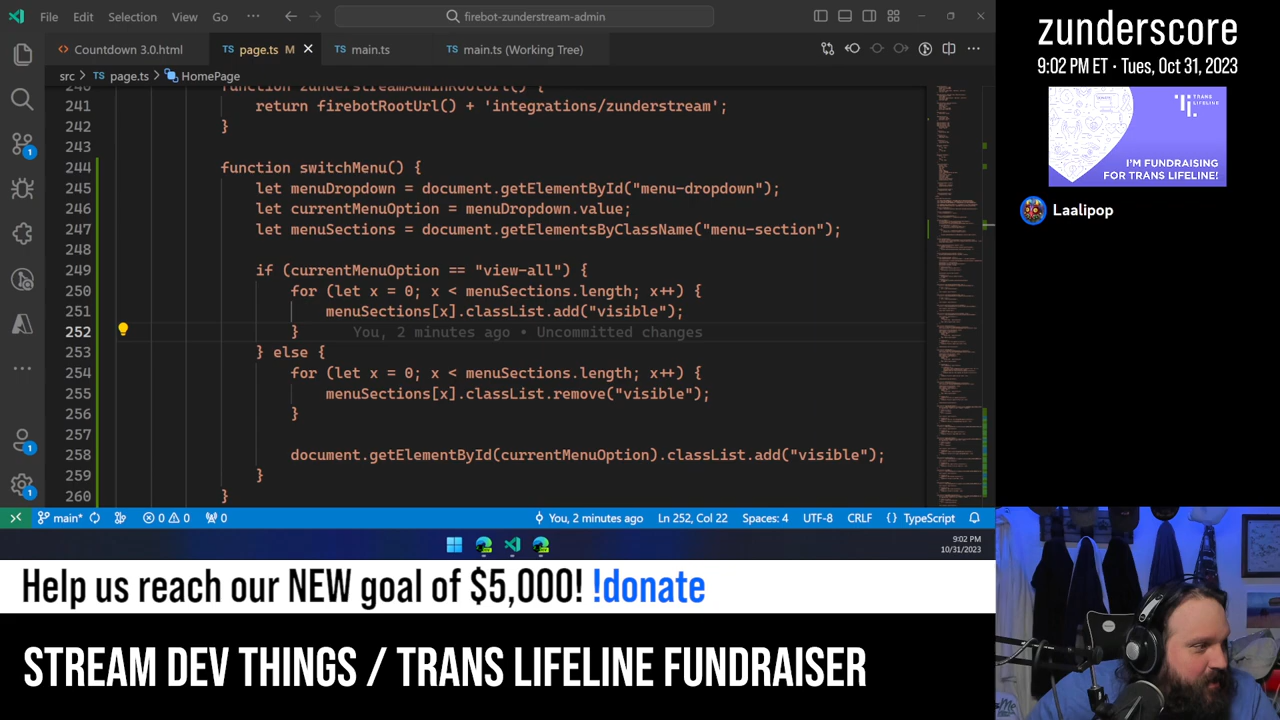 File Edit Selection View Go ··· firebot-zunderstream-admin
Countdown 3.0.html page.ts M main.ts main.ts (Working Tree)
src > page.ts > HomePage
241 return firebotRootUrl() + 'integrations/zunderstream';
242 }
243
244 function switchMenu() {
245 let menuDropdown = document.getElementById("menu-dropdown");
246 let currentMenuOption = menuDropdown.value;
247 let menuSections = document.getElementsByClassName("menu-section");
249 if (currentMenuOption == "view-all") {
250 for (let x = 0; x < menuSections.length; x++) {
251 menuSections[x].classList.add("visible");
252 } You, 2 minutes ago • Uncommitted changes
253 } else {
254 for (let x = 0; x < menuSections.length; x++) {
255 menuSections[x].classList.remove("visible");
256 }
257
258 document.getElementById(currentMenuOption).classList.add("visible");
259 }
260 }
main* 0 0 0 You, 2 minutes ago Ln 252, Col 22 Spaces: 4 UTF-8 CRLF { } TypeScript
9:02 PM
10/31/2023
Help us reach our NEW goal of $5,000! !donate
STREAM DEV THINGS / TRANS LIFELINE FUNDRAISER
zunderscore
9:02 PM ET · Tues, Oct 31, 2023
TRANS
LIFELINE
I'M FUNDRAISING
FOR TRANS LIFELINE!
Laalipop